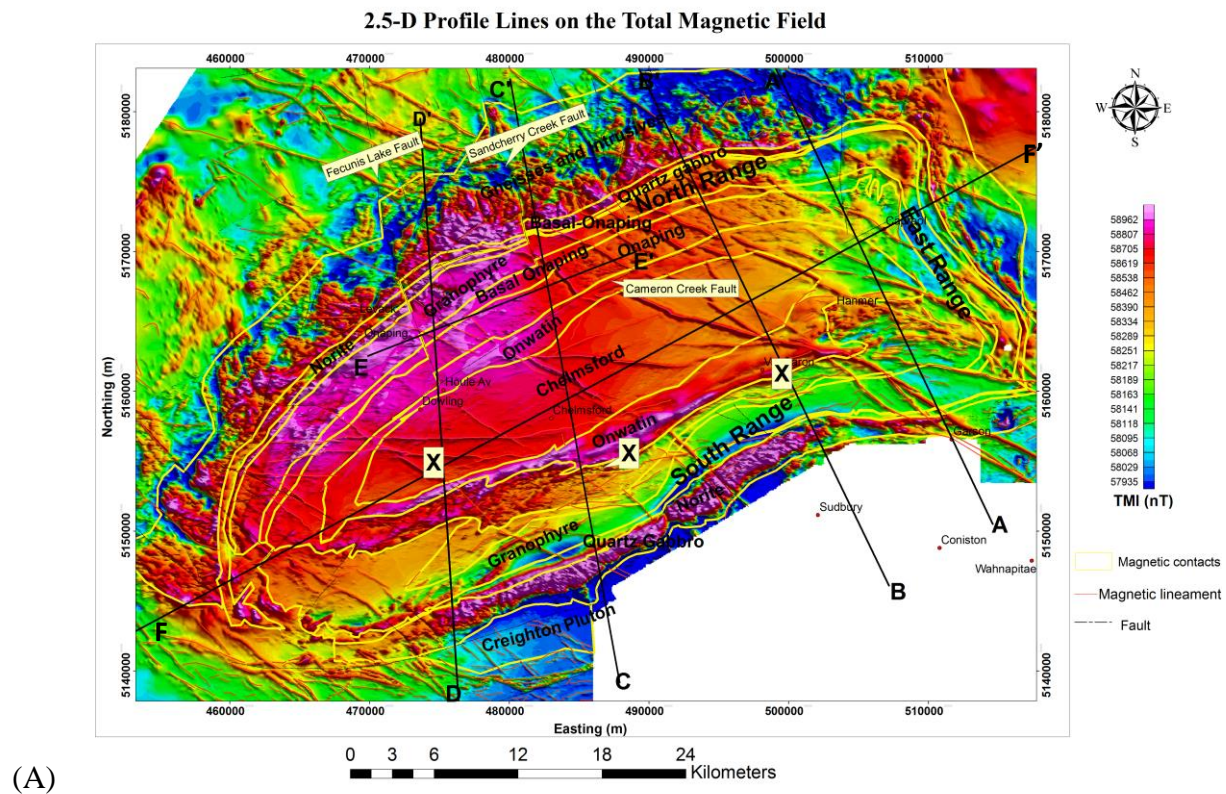 2.5-D Profile Lines on the Total Magnetic Field
460000 470000 480000 490000 500000 510000
5180000
5170000
5160000
5150000
5140000
Northing (m)
D'
C'
B'
A'
F'
Fecunis Lake Fault
Sandcherry Creek Fault
Gneisses and Intrusives
Quartz gabbro
North Range
Basal-Onaping
Onaping
East Range
Granophyre
Basal Onaping
E'
Cameron Creek Fault
Hanmer
Levack
Onaping
Norite
E
Onwatin
Chelmsford
Houle Av.
Dowling
Chelmsford
X
Onwatin
South Range
X
X
Garson
Norite
Sudbury
Granophyre
Quartz Gabbro
A
Coniston
Wahnapitae
B
F
Creighton Pluton
C
D
5180000
5170000
5160000
5150000
5140000
460000 470000 480000 490000 500000 510000
Easting (m)
N
W E
S
58962
58807
58705
58619
58538
58462
58390
58334
58289
58251
58217
58189
58163
58141
58118
58095
58068
58029
57935
TMI (nT)
Magnetic contacts
Magnetic lineament
Fault
0 3 6 12 18 24
Kilometers
(A)